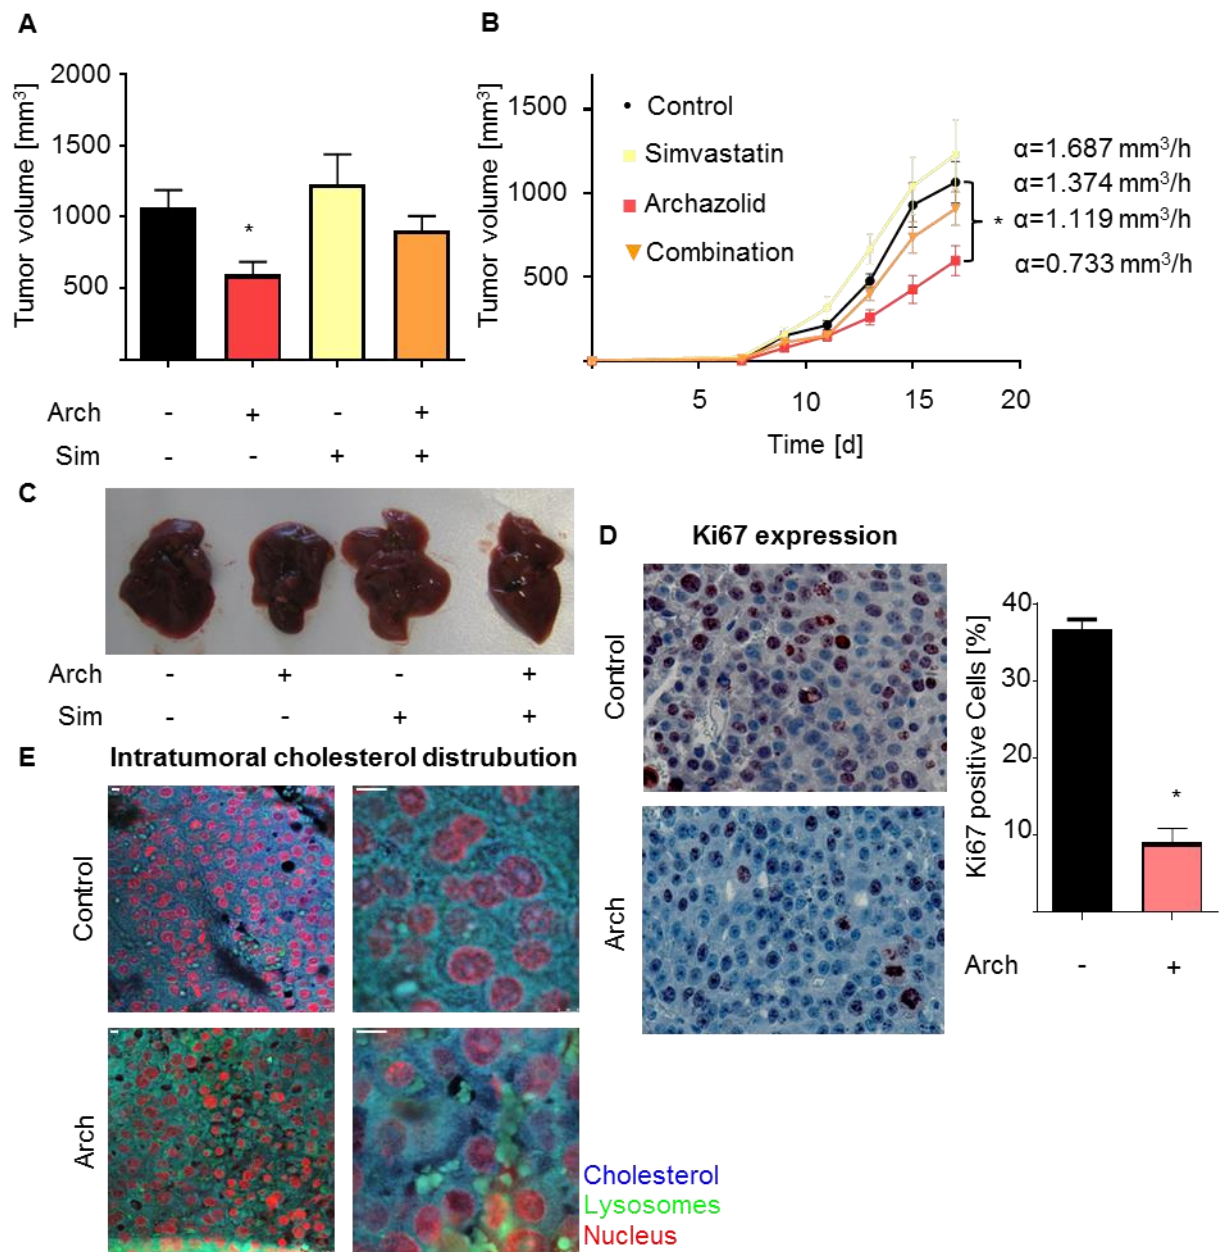 A
Tumor volume [mm³]
2000
1500
1000
500
*
Arch - + - +
Sim - - + +
B
Tumor volume [mm³]
1500
1000
500
Control
Simvastatin
Archazolid
Combination
α=1.687 mm³/h
α=1.374 mm³/h
* α=1.119 mm³/h
α=0.733 mm³/h
5 10 15 20
Time [d]
C
Arch - + - +
Sim - - + +
D Ki67 expression
Control
Arch
Ki67 positive Cells [%]
40
30
20
10
*
Arch - +
E Intratumoral cholesterol distrubution
Control
Arch
Cholesterol
Lysosomes
Nucleus